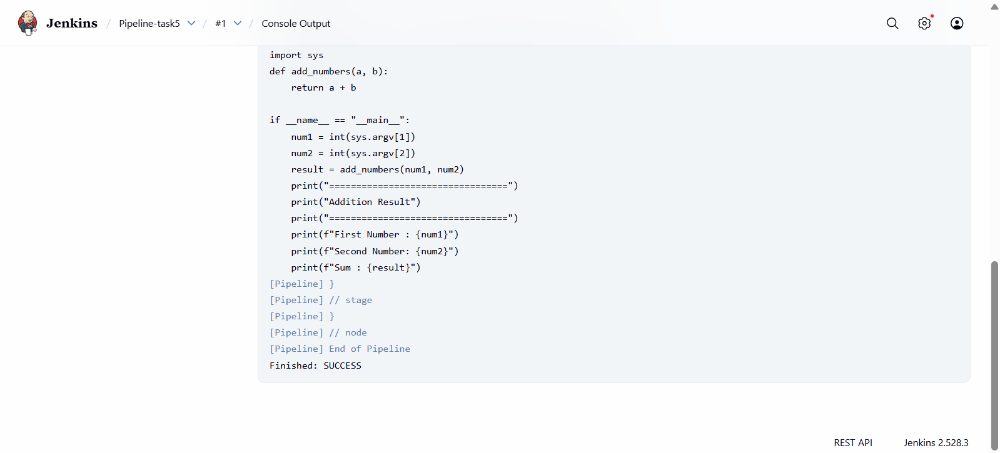 Jenkins / Pipeline-task5 / #1 / Console Output
import sys
def add_numbers(a, b):
    return a + b

if __name__ == "__main__":
    num1 = int(sys.argv[1])
    num2 = int(sys.argv[2])
    result = add_numbers(num1, num2)
    print("=================================")
    print("Addition Result")
    print("=================================")
    print(f"First Number : {num1}")
    print(f"Second Number: {num2}")
    print(f"Sum : {result}")
[Pipeline] }
[Pipeline] // stage
[Pipeline] }
[Pipeline] // node
[Pipeline] End of Pipeline
Finished: SUCCESS
REST API Jenkins 2.528.3